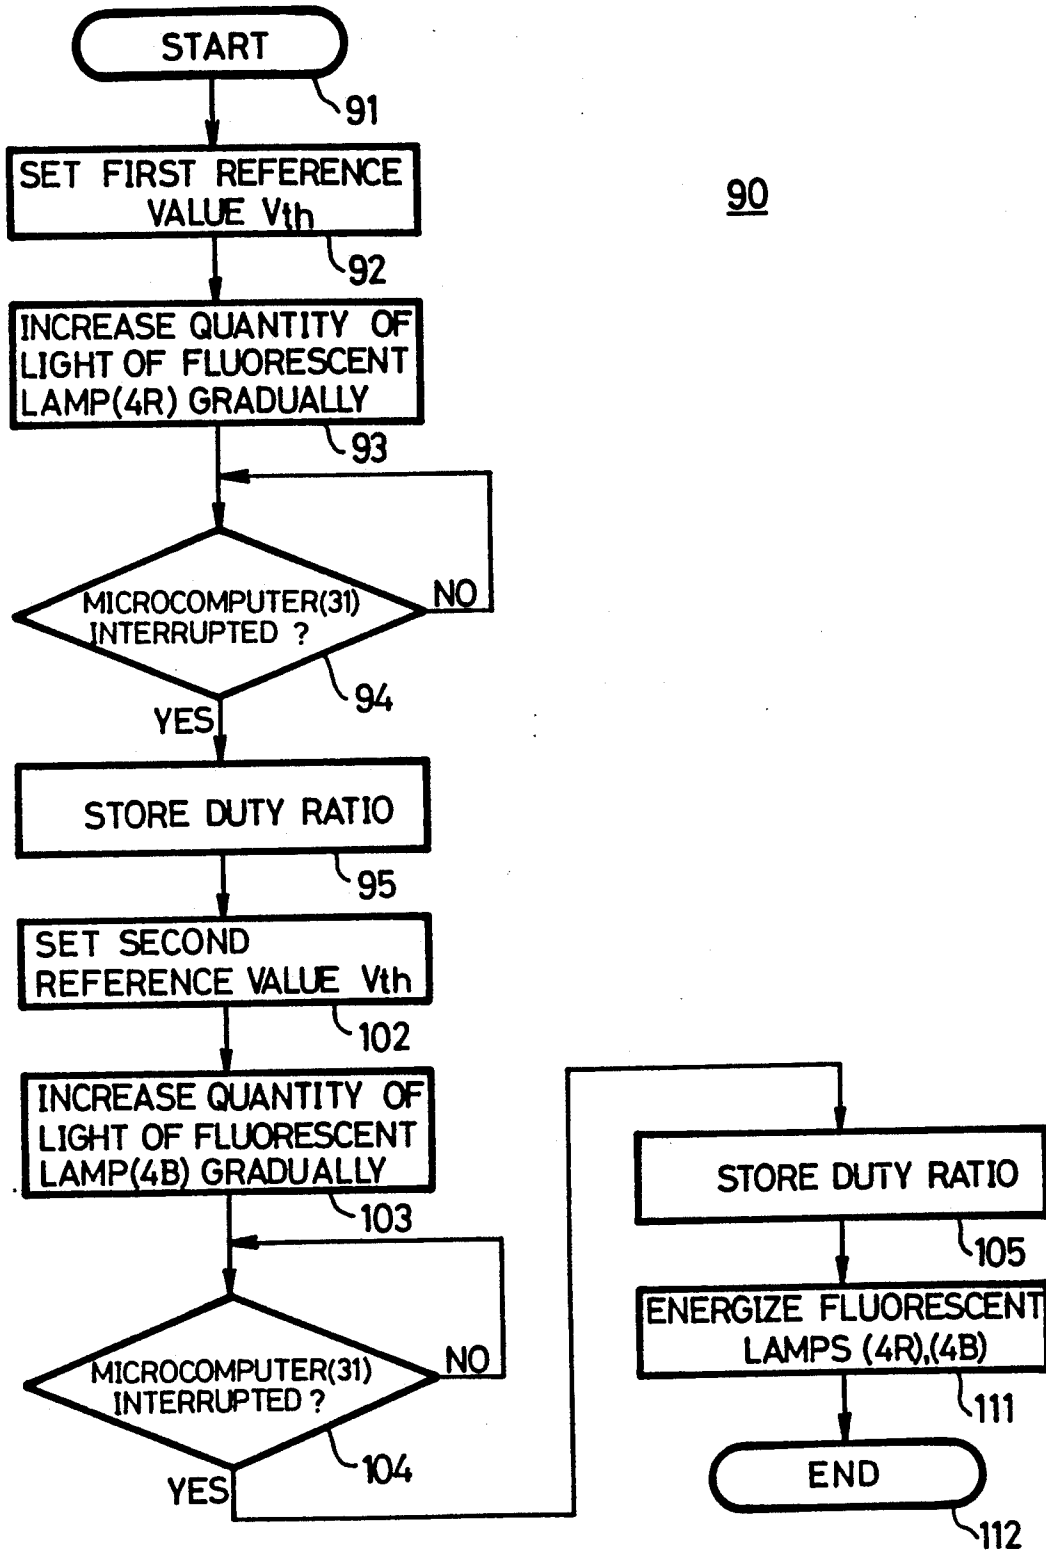 START
91
SET FIRST REFERENCE
VALUE Vth
92
90
INCREASE QUANTITY OF
LIGHT OF FLUORESCENT
LAMP(4R) GRADUALLY
93
MICROCOMPUTER(31)
INTERRUPTED ?
NO
94
YES
STORE DUTY RATIO
95
SET SECOND
REFERENCE VALUE Vth
102
INCREASE QUANTITY OF
LIGHT OF FLUORESCENT
LAMP(4B) GRADUALLY
103
MICROCOMPUTER(31)
INTERRUPTED ?
NO
104
YES
STORE DUTY RATIO
105
ENERGIZE FLUORESCENT
LAMPS (4R),(4B)
111
END
112